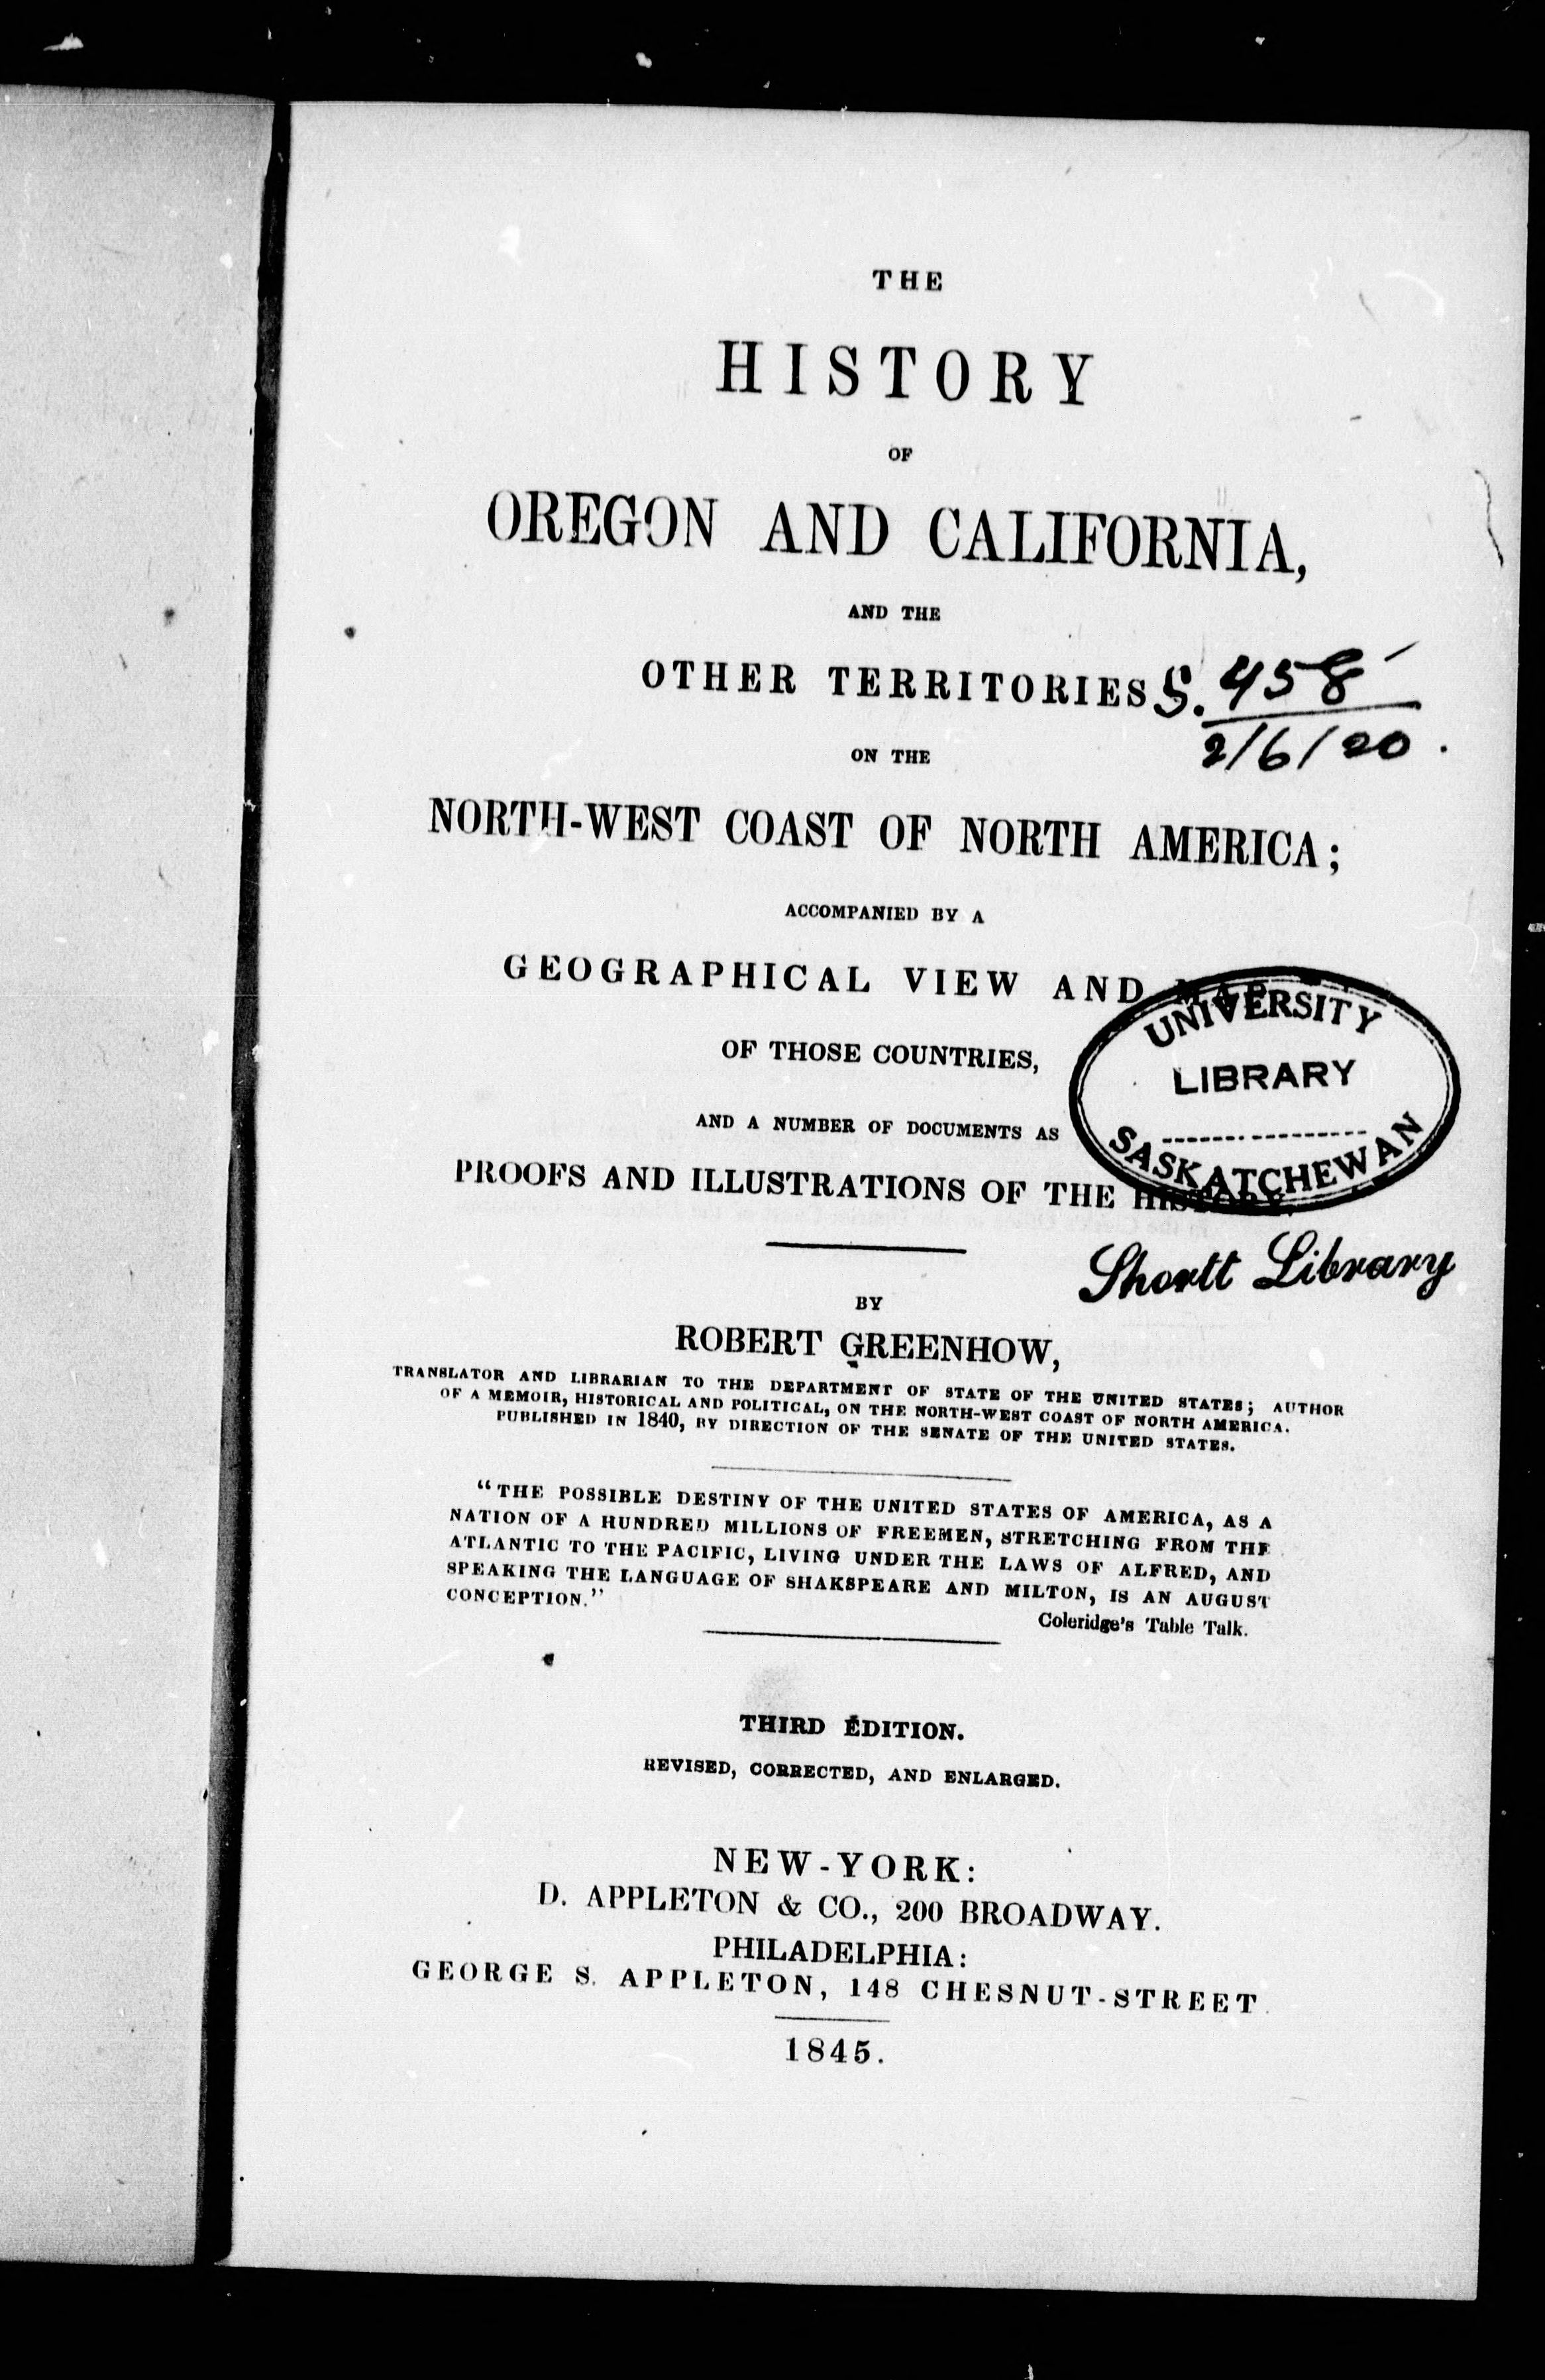 THE
HISTORY
OF
OREGON AND CALIFORNIA,
AND THE
OTHER TERRITORIES
S. 458
2/6/20.
ON THE
NORTH-WEST COAST OF NORTH AMERICA;
ACCOMPANIED BY A
GEOGRAPHICAL VIEW AND MAP
OF THOSE COUNTRIES,
AND A NUMBER OF DOCUMENTS AS
PROOFS AND ILLUSTRATIONS OF THE HISTORY.
UNIVERSITY
LIBRARY
SASKATCHEWAN
Shortt Library
BY
ROBERT GREENHOW,
TRANSLATOR AND LIBRARIAN TO THE DEPARTMENT OF STATE OF THE UNITED STATES; AUTHOR
OF A MEMOIR, HISTORICAL AND POLITICAL, ON THE NORTH-WEST COAST OF NORTH AMERICA.
PUBLISHED IN 1840, BY DIRECTION OF THE SENATE OF THE UNITED STATES.
"THE POSSIBLE DESTINY OF THE UNITED STATES OF AMERICA, AS A
NATION OF A HUNDRED MILLIONS OF FREEMEN, STRETCHING FROM THE
ATLANTIC TO THE PACIFIC, LIVING UNDER THE LAWS OF ALFRED, AND
SPEAKING THE LANGUAGE OF SHAKSPEARE AND MILTON, IS AN AUGUST
CONCEPTION."
Coleridge's Table Talk.
THIRD EDITION.
REVISED, CORRECTED, AND ENLARGED.
NEW-YORK:
D. APPLETON & CO., 200 BROADWAY.
PHILADELPHIA:
GEORGE S. APPLETON, 148 CHESNUT-STREET
1845.